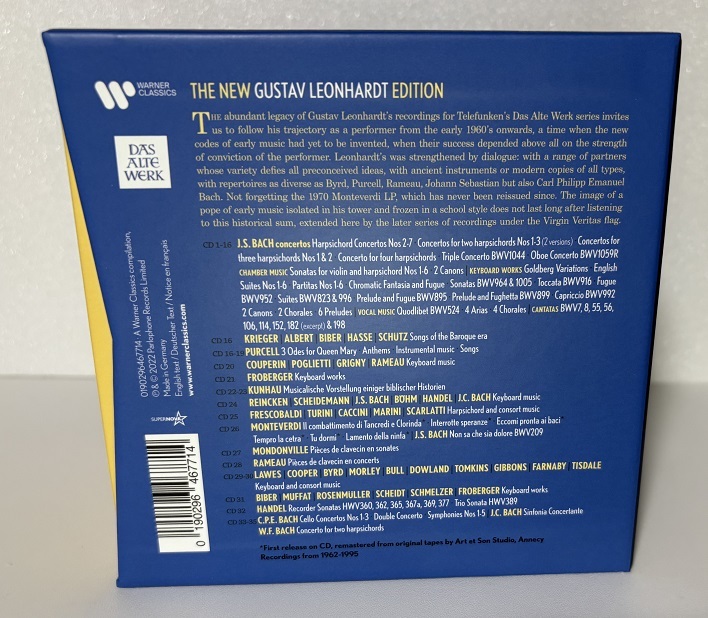 WARNER
CLASSICS
THE NEW GUSTAV LEONHARDT EDITION
THE abundant legacy of Gustav Leonhardt's recordings for Telefunken's Das Alte Werk series invites
us to follow his trajectory as a performer from the early 1960's onwards, a time when the new
codes of early music had yet to be invented, when their success depended above all on the strength
of conviction of the performer. Leonhardt's was strengthened by dialogue: with a range of partners
whose variety defies all preconceived ideas, with ancient instruments or modern copies of all types,
with repertoires as diverse as Byrd, Purcell, Rameau, Johann Sebastian but also Carl Philipp Emanuel
Bach. Not forgetting the 1970 Monteverdi LP, which has never been reissued since. The image of a
pope of early music isolated in its tower and frozen in a school style does not last long after listening
to this historical sum, extended here by the later series of recordings under the Virgin Veritas flag.
DAS
ALTE
WERK
CD 1-16 J.S. BACH concertos Harpsichord Concertos Nos 2-7 Concertos for two harpsichords Nos 1-3 (2 versions) Concertos for
three harpsichords Nos 1 & 2 Concerto for four harpsichords Triple Concerto BWV1044 Oboe Concerto BWV1059R
CHAMBER MUSIC Sonatas for violin and harpsichord Nos 1-6 2 Canons KEYBOARD WORKS Goldberg Variations English
Suites Nos 1-6 Partitas Nos 1-6 Chromatic Fantasia and Fugue Sonatas BWV964 & 1005 Toccata BWV916 Fugue
BWV952 Suites BWV823 & 996 Prelude and Fugue BWV895 Prelude and Fughetta BWV899 Capriccio BWV992
2 Canons 2 Chorales 6 Preludes VOCAL MUSIC Quodlibet BWV524 4 Arias 4 Chorales CANTATAS BWV7, 8, 55, 56,
106, 114, 152, 182 (excerpt) & 198
CD 16 KRIEGER ALBERT BIBER HASSE SCHUTZ Songs of the Baroque era
CD 16-19 PURCELL 3 Odes for Queen Mary Anthems Instrumental music Songs
CD 20 COUPERIN POGLIETTI GRIGNY RAMEAU Keyboard music
CD 21 FROBERGER Keyboard works
CD 22-23 KUNHAU Musicalische Vorstellung einiger biblischer Historien
CD 24 REINCKEN SCHEIDEMANN J.S. BACH BÖHM HANDEL J.C. BACH Keyboard music
CD 25 FRESCOBALDI TURINI CACCINI MARINI SCARLATTI Harpsichord and consort music
CD 26 MONTEVERDI Il combattimento di Tancredi e Clorinda* Interrotte speranze* Eccomi pronta ai baci*
Tempro la cetra* Tu dormi* Lamento della ninfa* J.S. BACH Non sa che sia dolore BWV209
CD 27 MONDONVILLE Pièces de clavecin en sonates
CD 28 RAMEAU Pièces de clavecin en concerts
CD 29-31 LAWES COOPER BYRD MORLEY BULL DOWLAND TOMKINS GIBBONS FARNABY TISDALE
Keyboard and consort music
CD 31 BIBER MUFFAT ROSENMULLER SCHEIDT SCHMELZER FROBERGER Keyboard works
CD 32 HANDEL Recorder Sonatas HWV360, 362, 365, 367a, 369, 377 Trio Sonata HWV389
C.P.E. BACH Cello Concertos Nos 1-3 Double Concerto Symphonies Nos 1-5 J.C. BACH Sinfonia Concertante
W.F. BACH Concerto for two harpsichords
*First release on CD, remastered from original tapes by Art et Son Studio, Annecy
Recordings from 1962-1995
0190296467714 · A Warner Classics compilation,
℗ & © 2022 Parlophone Records Limited
Made in Germany
English text / Deutscher Text / Notice en français
www.warnerclassics.com
SUPERNOVA
0 190296 467714